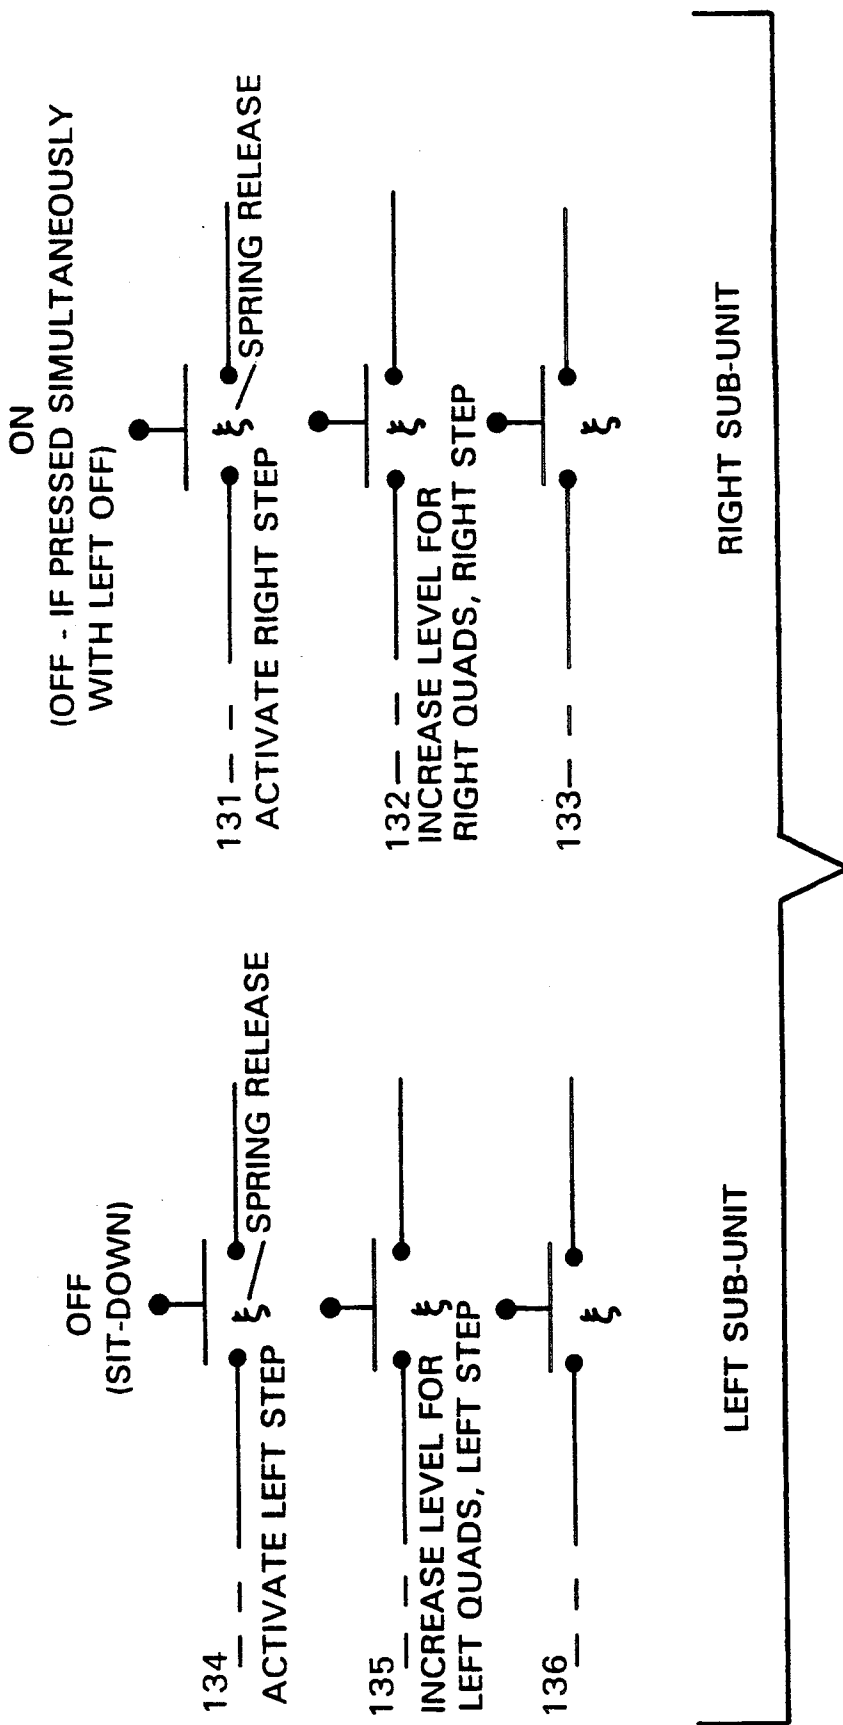 OFF
(SIT-DOWN)
134
SPRING RELEASE
ACTIVATE LEFT STEP
135
INCREASE LEVEL FOR
LEFT QUADS, LEFT STEP
136
LEFT SUB-UNIT
ON
(OFF - IF PRESSED SIMULTANEOUSLY
WITH LEFT OFF)
131
SPRING RELEASE
ACTIVATE RIGHT STEP
132
INCREASE LEVEL FOR
RIGHT QUADS, RIGHT STEP
133
RIGHT SUB-UNIT